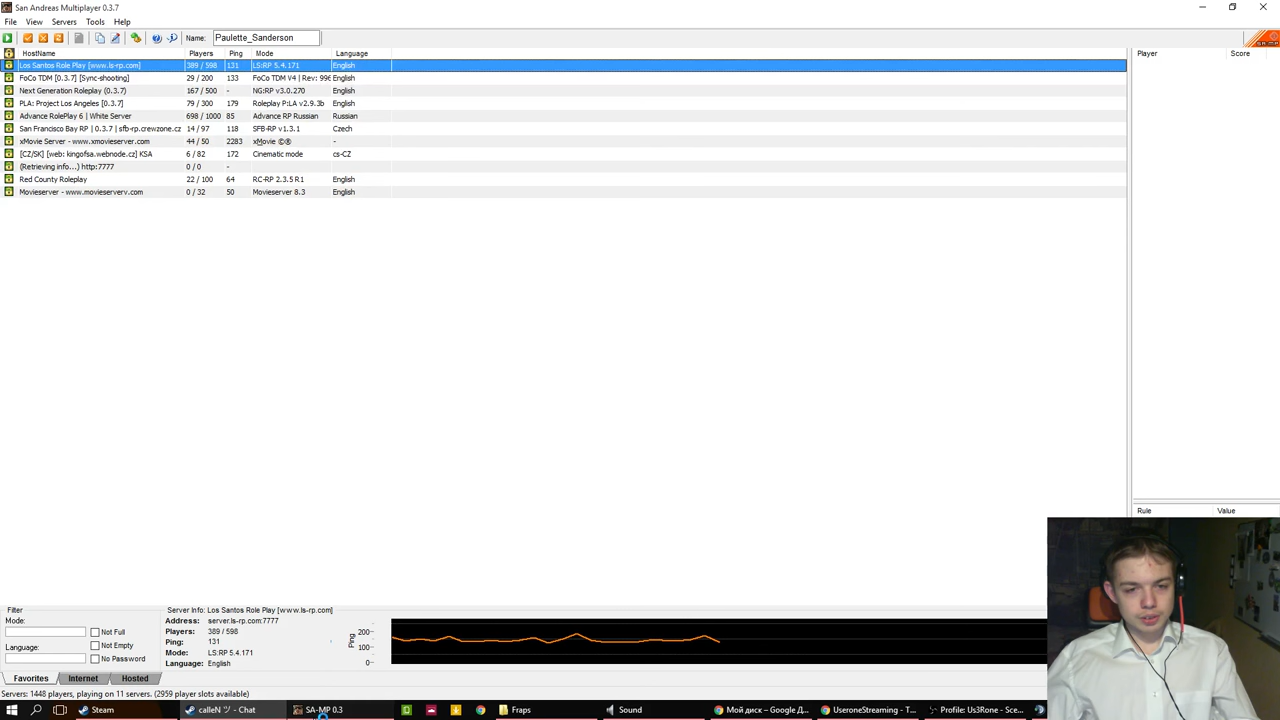 San Andreas Multiplayer 0.3.7
File View Servers Tools Help
Name: Paulette_Sanderson
HostName Players Ping Mode Language Player Score
Los Santos Role Play [www.ls-rp.com] 389 / 598 131 LS:RP 5.4.171 English
FoCo TDM [0.3.7] [Sync-shooting] 29 / 200 133 FoCo TDM V4 | Rev: 996 English
Next Generation Roleplay (0.3.7) 167 / 500 - NG:RP v3.0.270 English
PLA: Project Los Angeles [0.3.7] 79 / 300 179 Roleplay P:LA v2.9.3b English
Advance RolePlay 6 | White Server 698 / 1000 85 Advance RP Russian Russian
San Francisco Bay RP | 0.3.7 | sfb-rp.crewzone.cz 14 / 97 118 SFB-RP v1.3.1 Czech
xMovie Server - www.xmovieserver.com 44 / 50 2283 xMovie ©® -
[CZ/SK] [web: kingofsa.webnode.cz] KSA 6 / 82 172 Cinematic mode cs-CZ
(Retrieving info...) http:7777 0 / 0 -
Red County Roleplay 22 / 100 64 RC-RP 2.3.5 R1 English
Movieserver - www.movieserverv.com 0 / 32 50 Movieserver 8.3 English
Rule Value
Filter
Mode:
Not Full
Not Empty
Language:
No Password
Server Info: Los Santos Role Play [www.ls-rp.com]
Address: server.ls-rp.com:7777
Players: 389 / 598
Ping: 131
Mode: LS:RP 5.4.171
Language: English
Ping
200
100
0
Favorites Internet Hosted
Servers: 1448 players, playing on 11 servers. (2959 player slots available)
Steam calleN ツ - Chat SA-MP 0.3 Fraps Sound Мой диск – Google Д... UseroneStreaming - T... Profile: Us3Rone - Sce...